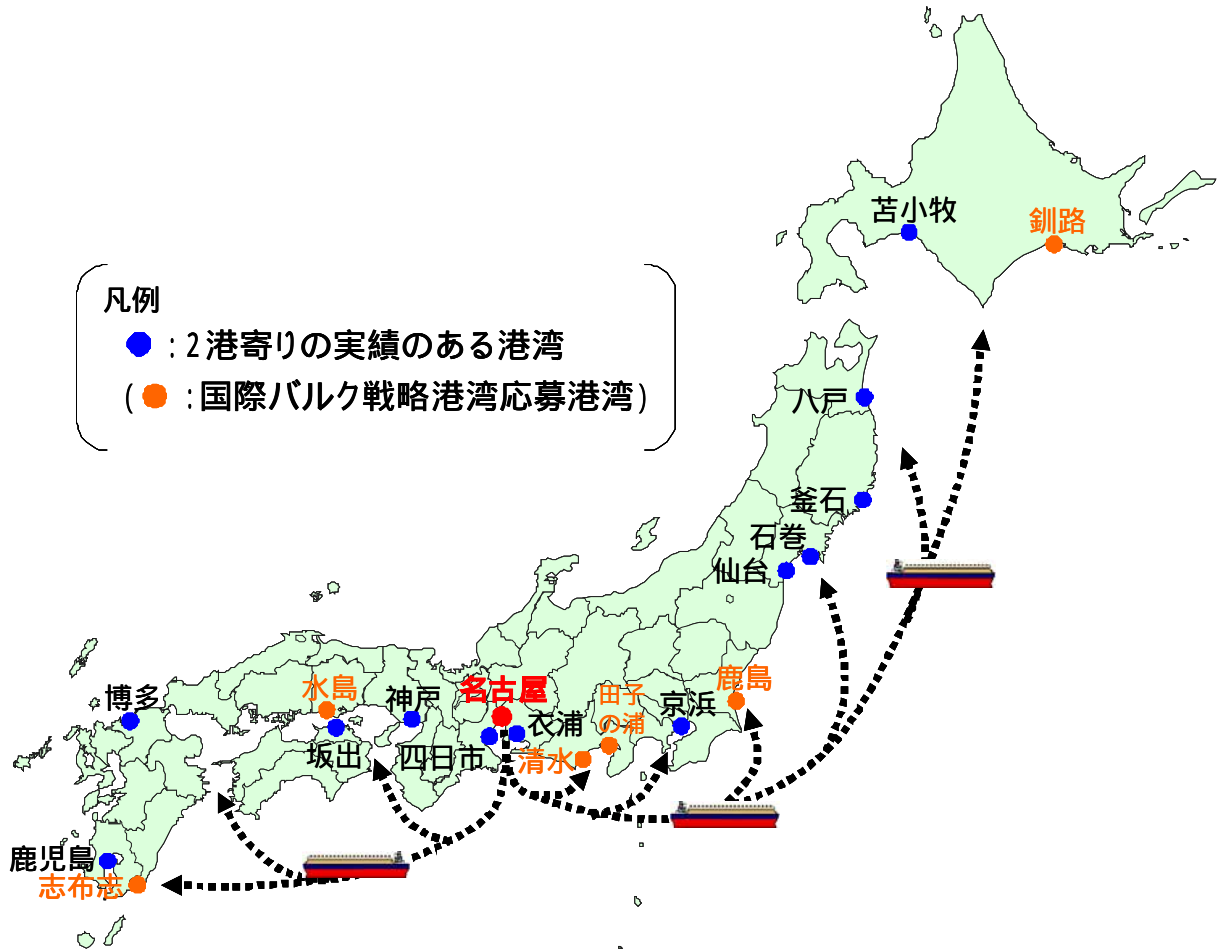 苫小牧
釧路
凡例
：2港寄りの実績のある港湾
(　：国際バルク戦略港湾応募港湾)
八戸
釜石
石巻
仙台
博多
水島
神戸
名古屋
田子
の浦
京浜
鹿島
坂出
四日市
衣浦
清水
鹿児島
志布志